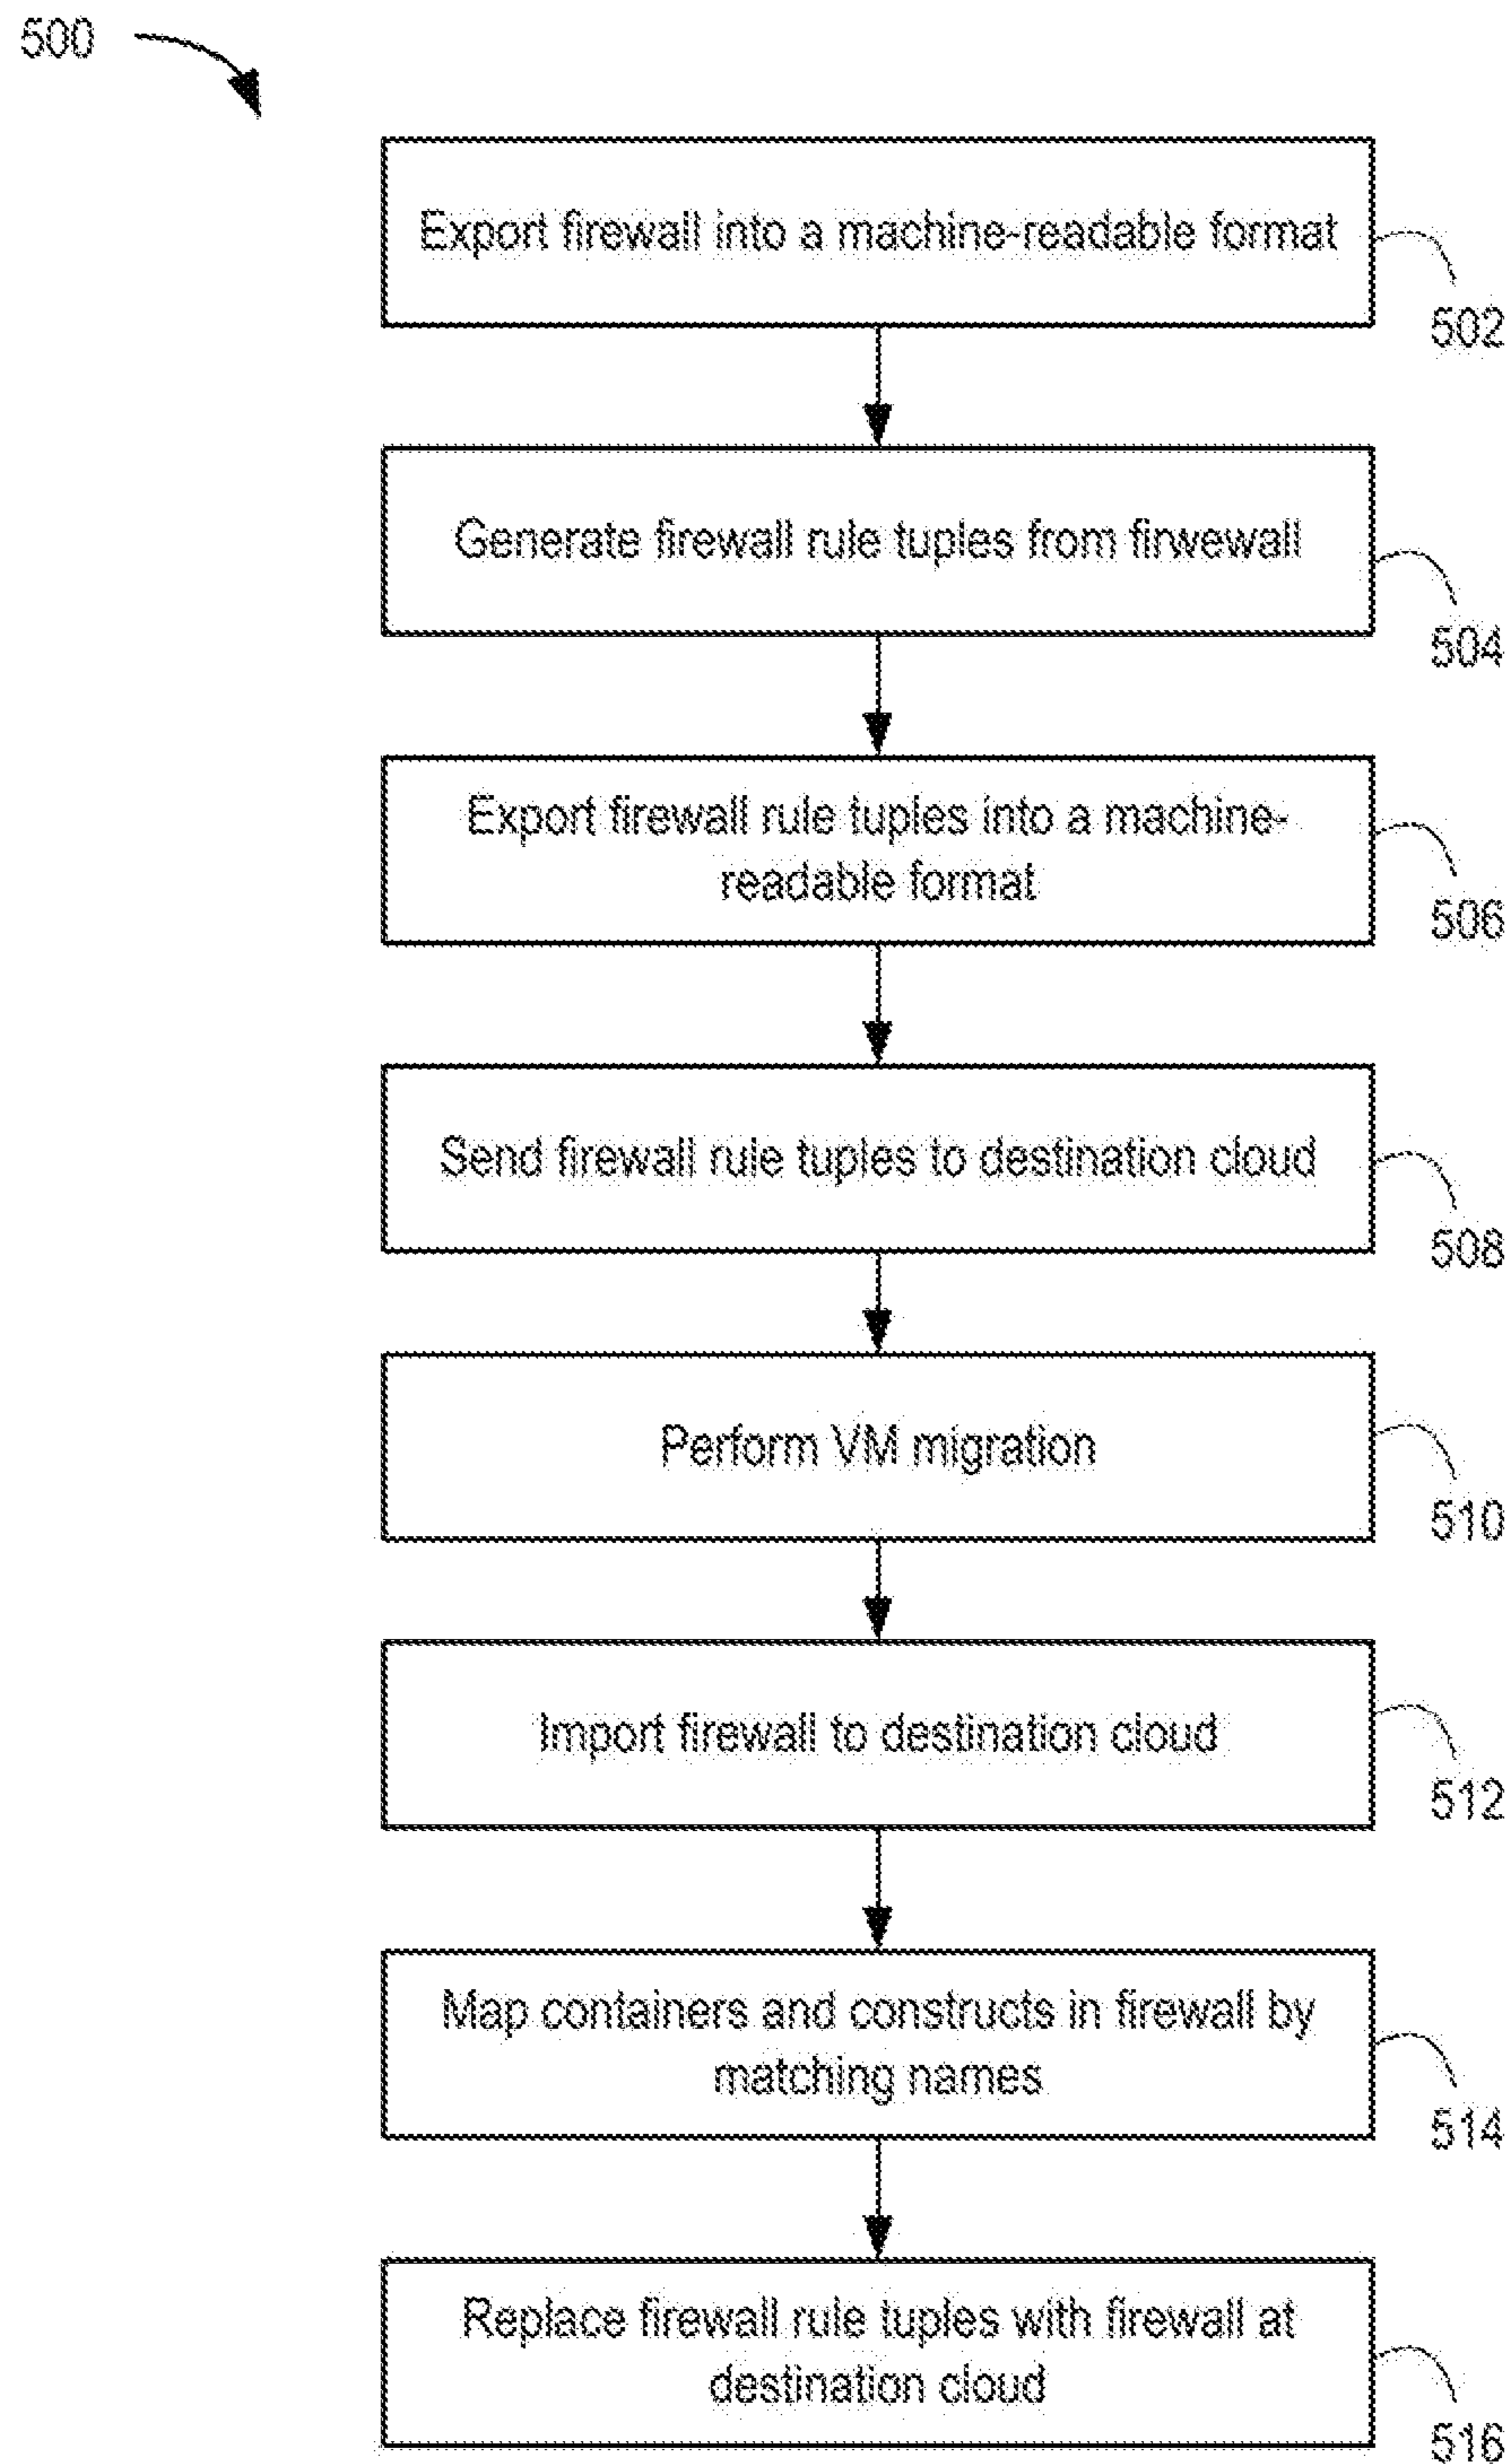 500
Export firewall into a machine-readable format
502
Generate firewall rule tuples from firwewall
504
Export firewall rule tuples into a machine-
readable format
506
Send firewall rule tuples to destination cloud
508
Perform VM migration
510
Import firewall to destination cloud
512
Map containers and constructs in firewall by
matching names
514
Replace firewall rule tuples with firewall at
destination cloud
516